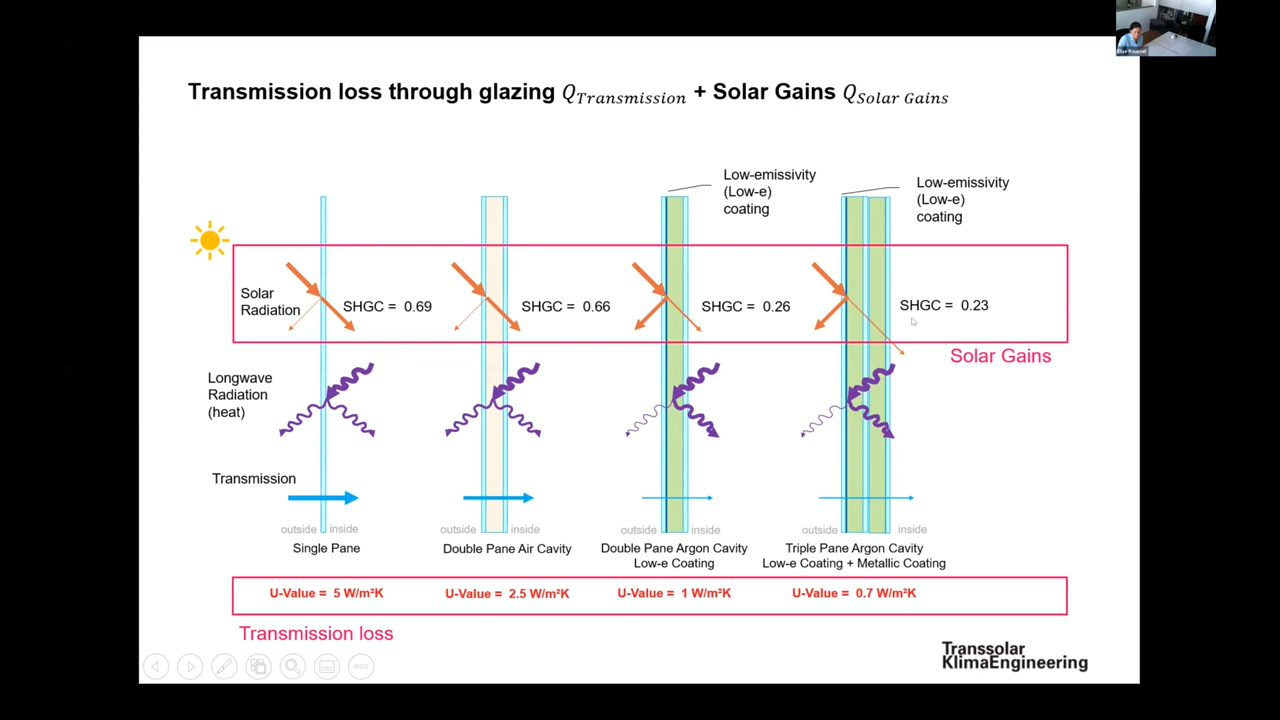 Elise Roussel
Transmission loss through glazing Q_Transmission + Solar Gains Q_Solar Gains
Low-emissivity
(Low-e)
coating
Low-emissivity
(Low-e)
coating
Solar
Radiation
SHGC = 0.69
SHGC = 0.66
SHGC = 0.26
SHGC = 0.23
Solar Gains
Longwave
Radiation
(heat)
Transmission
outside inside
outside inside
outside inside
outside inside
Single Pane
Double Pane Air Cavity
Double Pane Argon Cavity
Low-e Coating
Triple Pane Argon Cavity
Low-e Coating + Metallic Coating
U-Value = 5 W/m²K
U-Value = 2.5 W/m²K
U-Value = 1 W/m²K
U-Value = 0.7 W/m²K
Transmission loss
Transsolar
KlimaEngineering